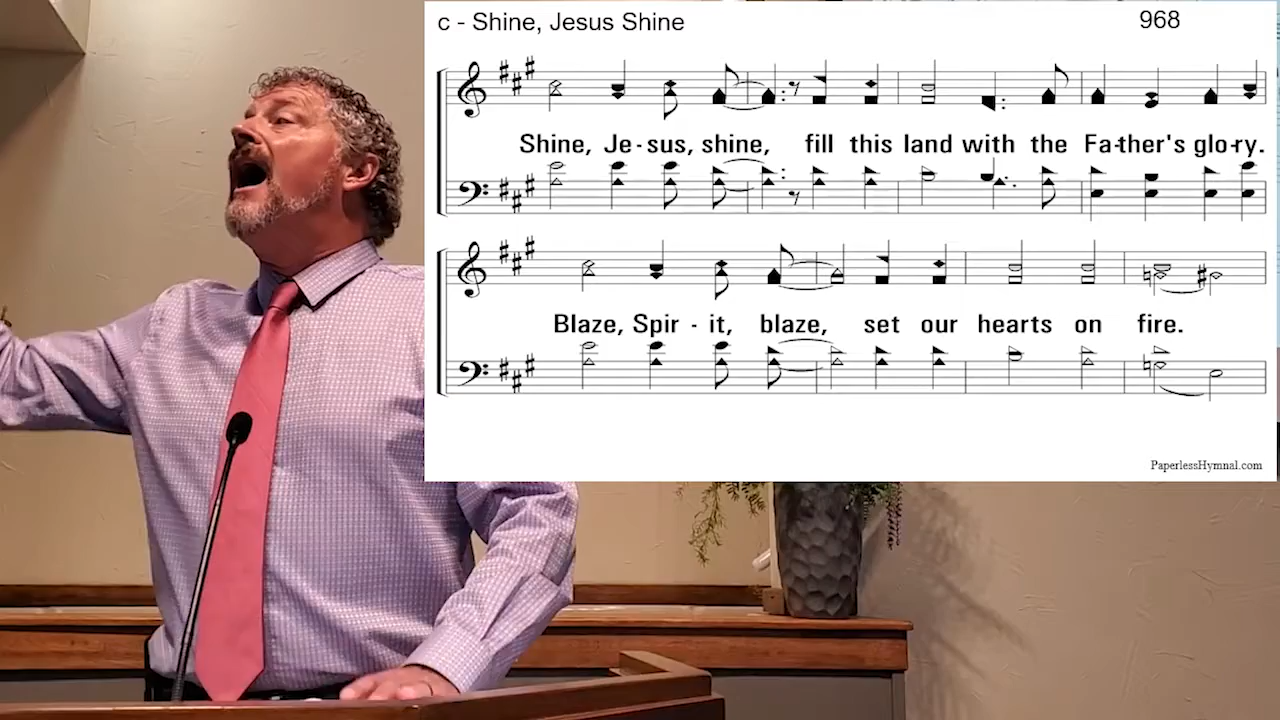 c - Shine, Jesus Shine 968
Shine, Je-sus, shine, fill this land with the Fa-ther's glo-ry.
Blaze, Spir - it, blaze, set our hearts on fire.
PaperlessHymnal.com